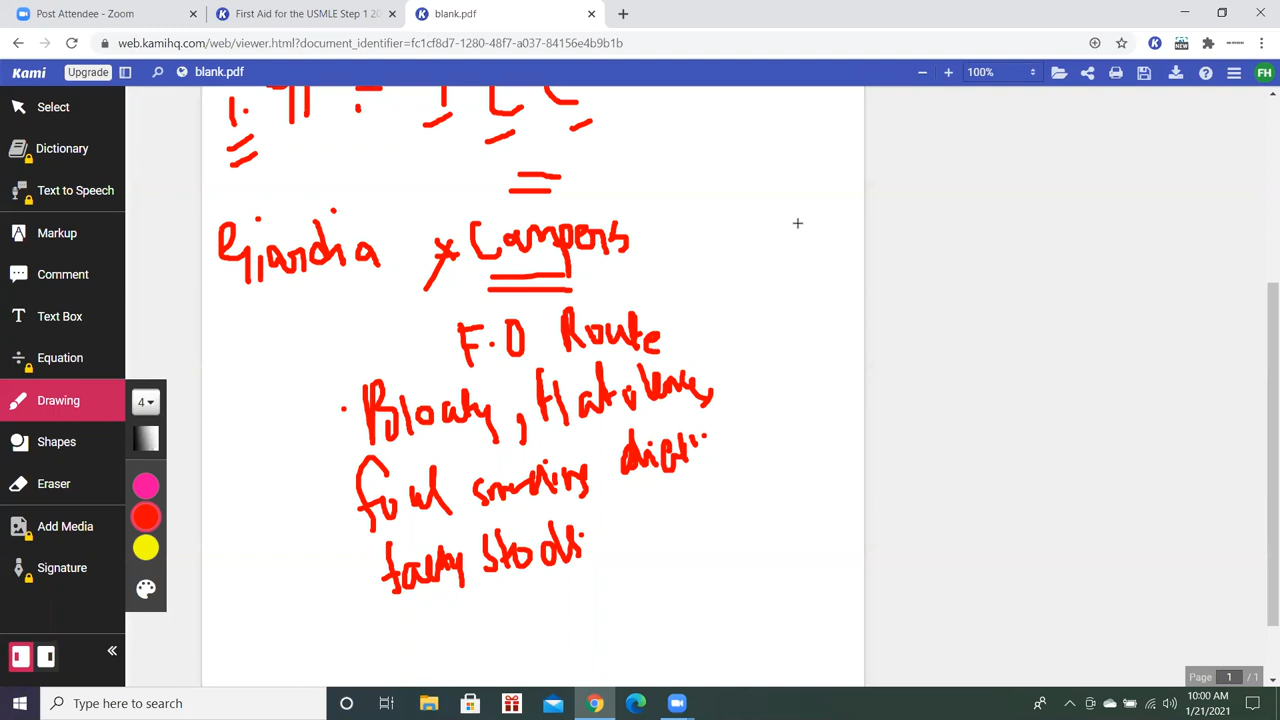 Post Attendee - Zoom
First Aid for the USMLE Step 1 20
blank.pdf
web.kamihq.com/web/viewer.html?document_identifier=fc1cf8d7-1280-48f7-a037-84156e4b9b1b
Kami Upgrade blank.pdf 100% FH
Select
Dictionary
Text to Speech
Markup
Comment
Text Box
Equation
Drawing
4
Shapes
Eraser
Add Media
Signature
Giardia * Campers
F.O Route
Bloating, Flatulence,
foul smelling
fatty stools
Page 1 / 1
Type here to search
10:00 AM
1/21/2021